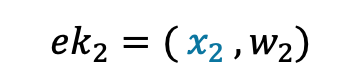 ek₂ = ( x₂ , w₂)